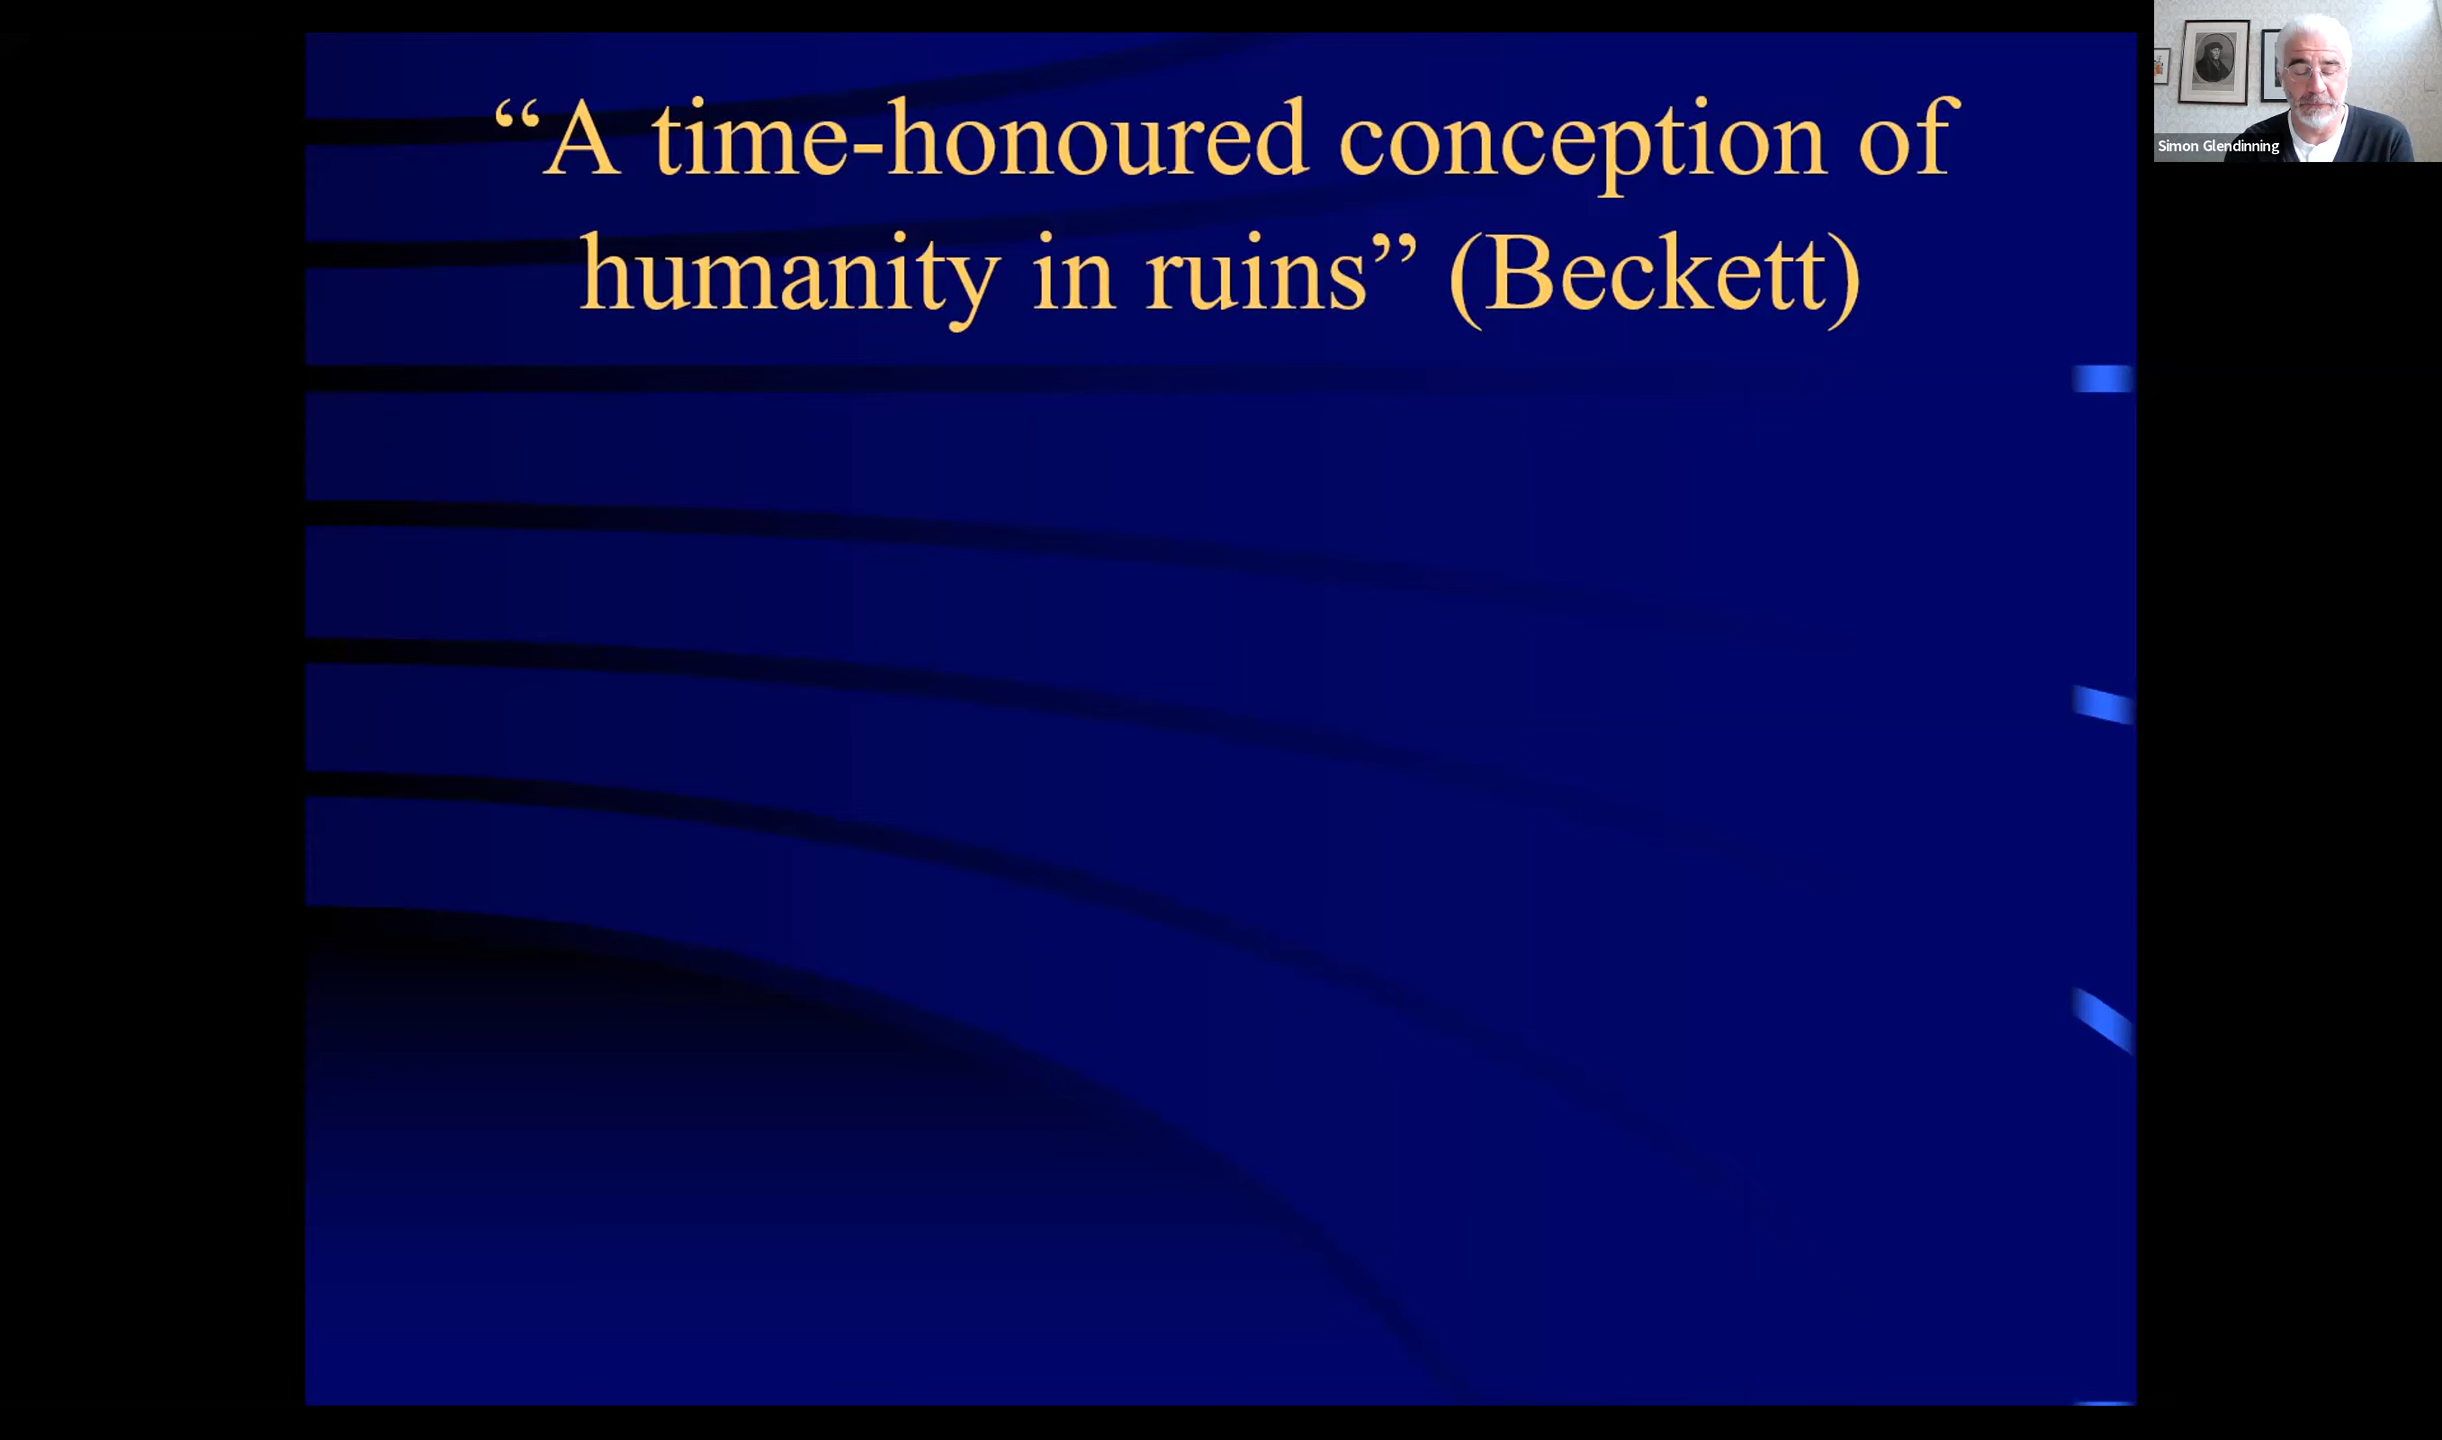 “A time-honoured conception of
humanity in ruins” (Beckett)
Simon Glendinning